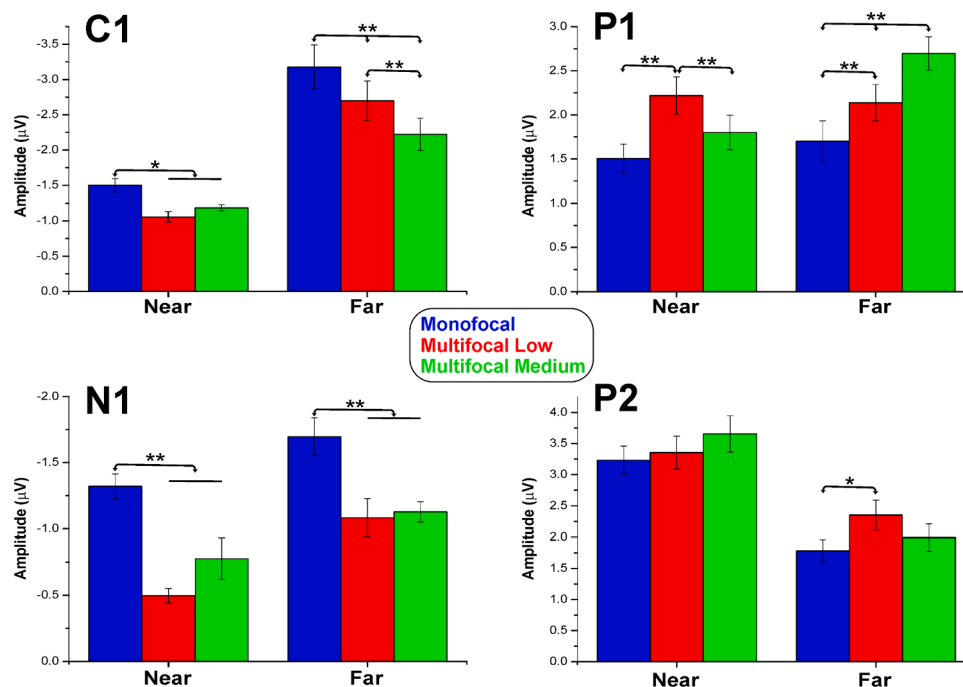 C1
Amplitude (µV)
-3.5
-3.0
-2.5
-2.0
-1.5
-1.0
-0.5
0.0
**
**
*
Near Far
P1
Amplitude (µV)
3.0
2.5
2.0
1.5
1.0
0.5
0.0
** **
**
**
Near Far
Monofocal
Multifocal Low
Multifocal Medium
N1
Amplitude (µV)
-2.0
-1.5
-1.0
-0.5
0.0
**
**
Near Far
P2
Amplitude (µV)
4.0
3.5
3.0
2.5
2.0
1.5
1.0
0.5
0.0
*
Near Far